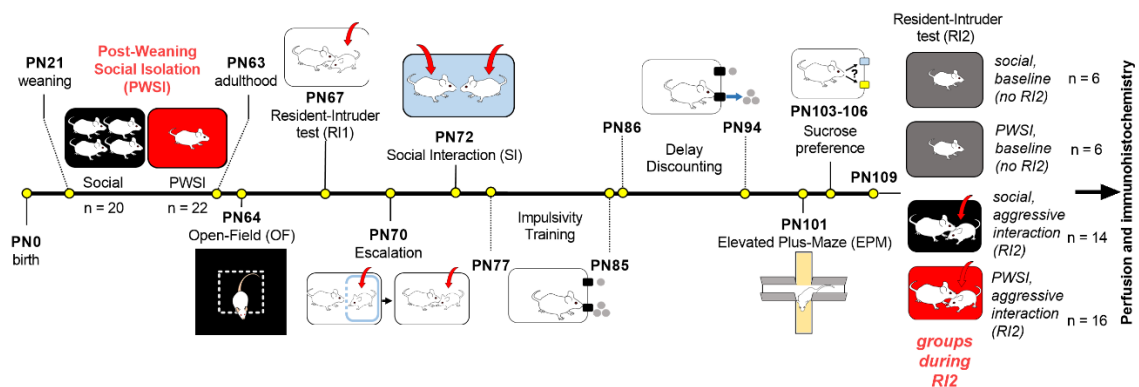 PN21
weaning
Post-Weaning
Social Isolation
(PWSI)
PN63
adulthood
Social
n = 20
PWSI
n = 22
PN0
birth
PN64
Open-Field (OF)
PN67
Resident-Intruder
test (RI1)
PN70
Escalation
PN72
Social Interaction (SI)
PN77
Impulsivity
Training
PN85
PN86
Delay
Discounting
PN94
PN101
Elevated Plus-Maze (EPM)
PN103-106
Sucrose
preference
? ?
PN109
Resident-Intruder
test (RI2)
social,
baseline
(no RI2)
n = 6
PWSI,
baseline
(no RI2)
n = 6
social,
aggressive
interaction
(RI2)
n = 14
PWSI,
aggressive
interaction
(RI2)
n = 16
groups
during
RI2
Perfusion and immunohistochemistry